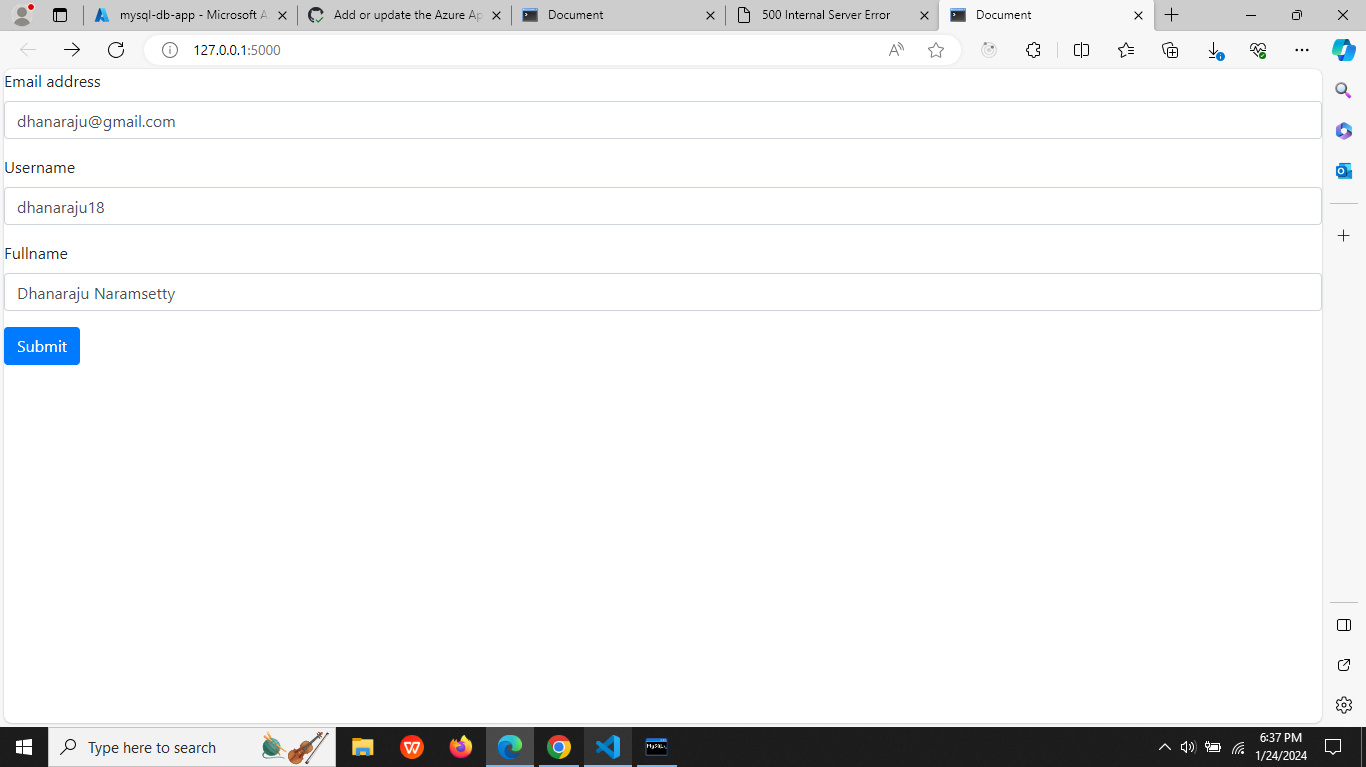 mysql-db-app - Microsoft A
Add or update the Azure Ap
Document
500 Internal Server Error
Document
127.0.0.1:5000
Email address
dhanaraju@gmail.com
Username
dhanaraju18
Fullname
Dhanaraju Naramsetty
Submit
Type here to search
6:37 PM
1/24/2024